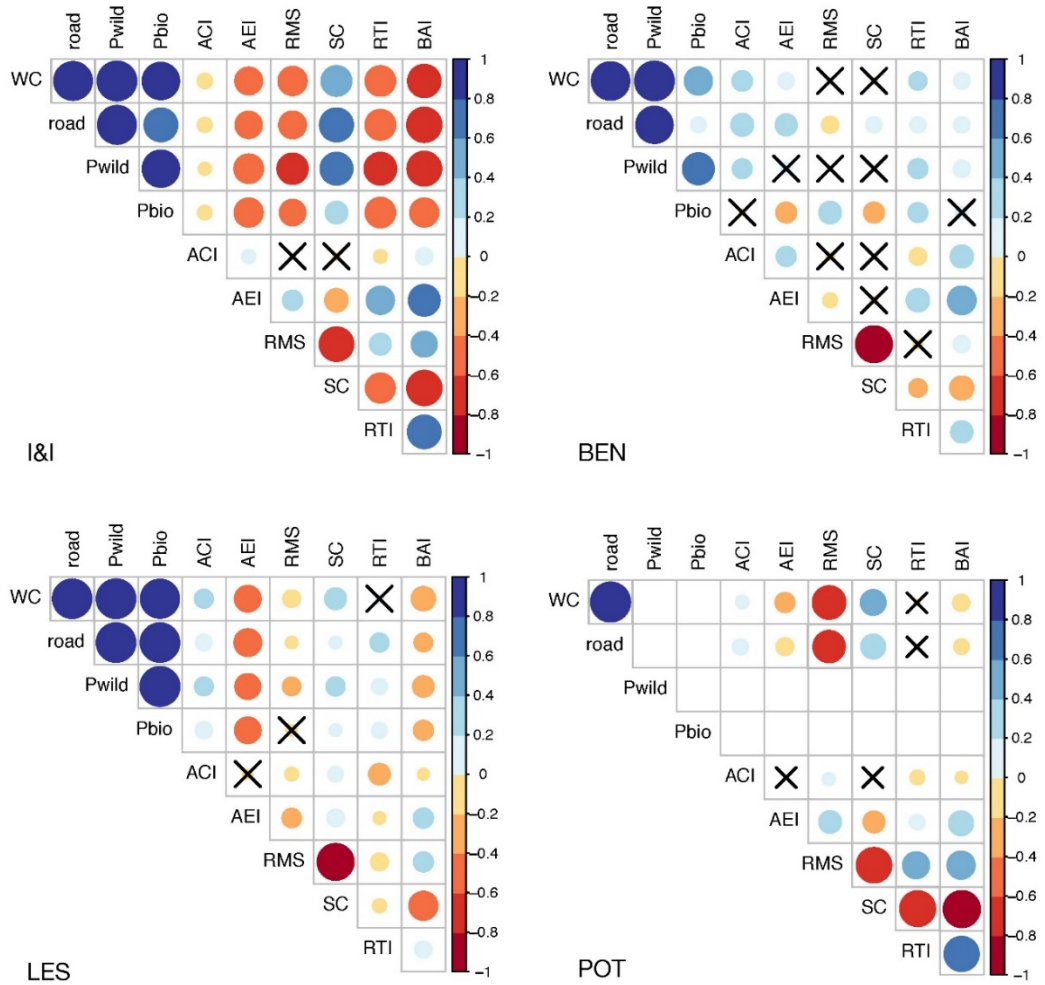 road Pwild Pbio ACI AEI RMS SC RTI BAI
WC
road
Pwild
Pbio
ACI
AEI
RMS
SC
RTI
1
0.8
0.6
0.4
0.2
0
-0.2
-0.4
-0.6
-0.8
-1
I&I
road Pwild Pbio ACI AEI RMS SC RTI BAI
WC
road
Pwild
Pbio
ACI
AEI
RMS
SC
RTI
1
0.8
0.6
0.4
0.2
0
-0.2
-0.4
-0.6
-0.8
-1
BEN
road Pwild Pbio ACI AEI RMS SC RTI BAI
WC
road
Pwild
Pbio
ACI
AEI
RMS
SC
RTI
1
0.8
0.6
0.4
0.2
0
-0.2
-0.4
-0.6
-0.8
-1
LES
road Pwild Pbio ACI AEI RMS SC RTI BAI
WC
road
Pwild
Pbio
ACI
AEI
RMS
SC
RTI
1
0.8
0.6
0.4
0.2
0
-0.2
-0.4
-0.6
-0.8
-1
POT